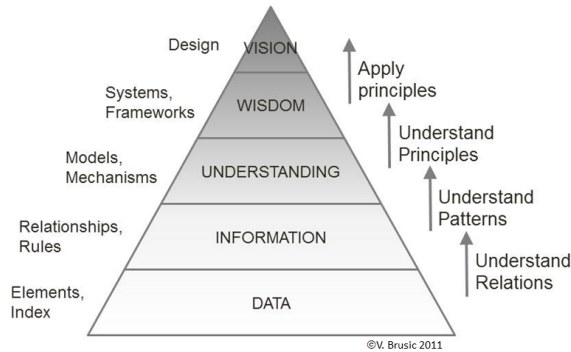 Design
VISION
Apply
principles
Systems,
Frameworks
WISDOM
Understand
Principles
Models,
Mechanisms
UNDERSTANDING
Understand
Patterns
Relationships,
Rules
INFORMATION
Understand
Relations
Elements,
Index
DATA
©V. Brusic 2011